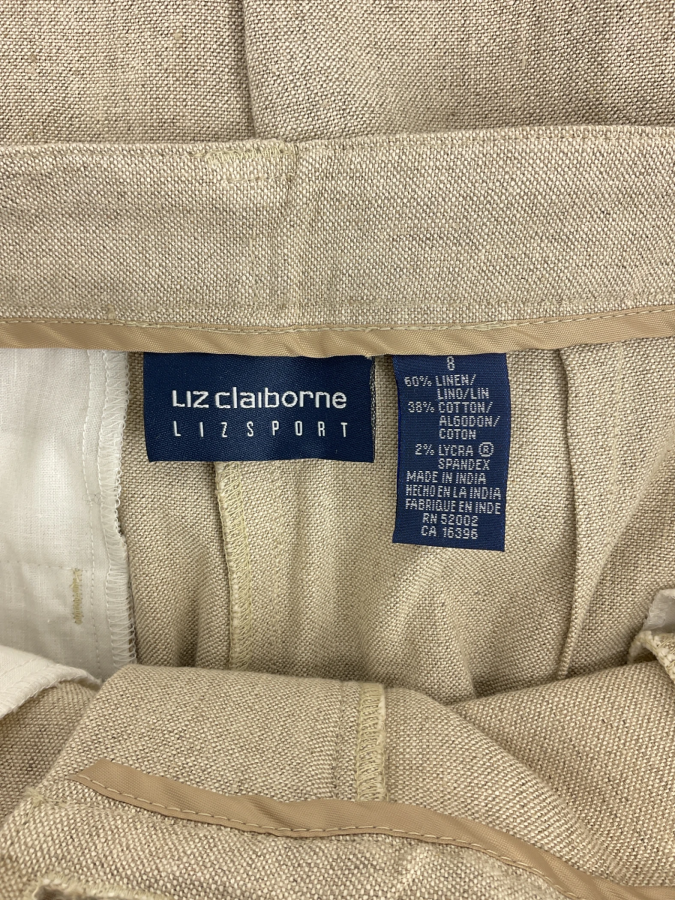 Liz claiborne
LIZSPORT
8
60% LINEN/
LINO/LIN
38% COTTON/
ALGODON/
COTON
2% LYCRA ®
SPANDEX
MADE IN INDIA
HECHO EN LA INDIA
FABRIQUE EN INDE
RN 52002
CA 16396